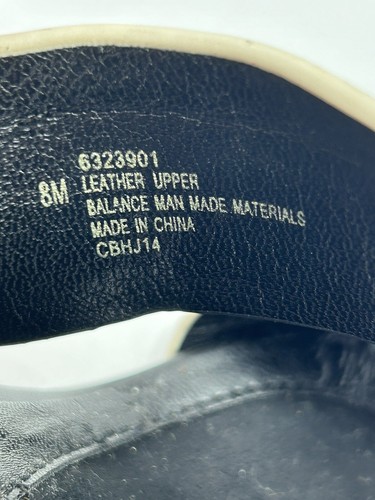 6323901
8M LEATHER UPPER
BALANCE MAN MADE MATERIALS
MADE IN CHINA
CBHJ14